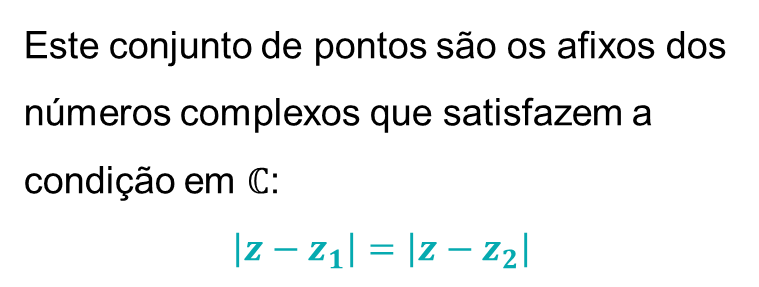 Este conjunto de pontos são os afixos dos
números complexos que satisfazem a
condição em ℂ:
|z − z₁| = |z − z₂|